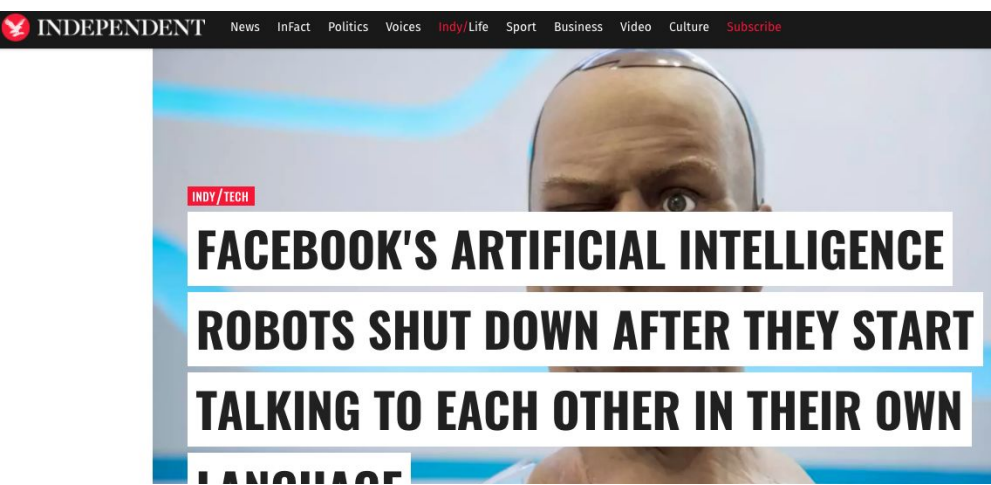 INDEPENDENT News InFact Politics Voices Indy/Life Sport Business Video Culture Subscribe
INDY/TECH
FACEBOOK'S ARTIFICIAL INTELLIGENCE
ROBOTS SHUT DOWN AFTER THEY START
TALKING TO EACH OTHER IN THEIR OWN
LANGUAGE